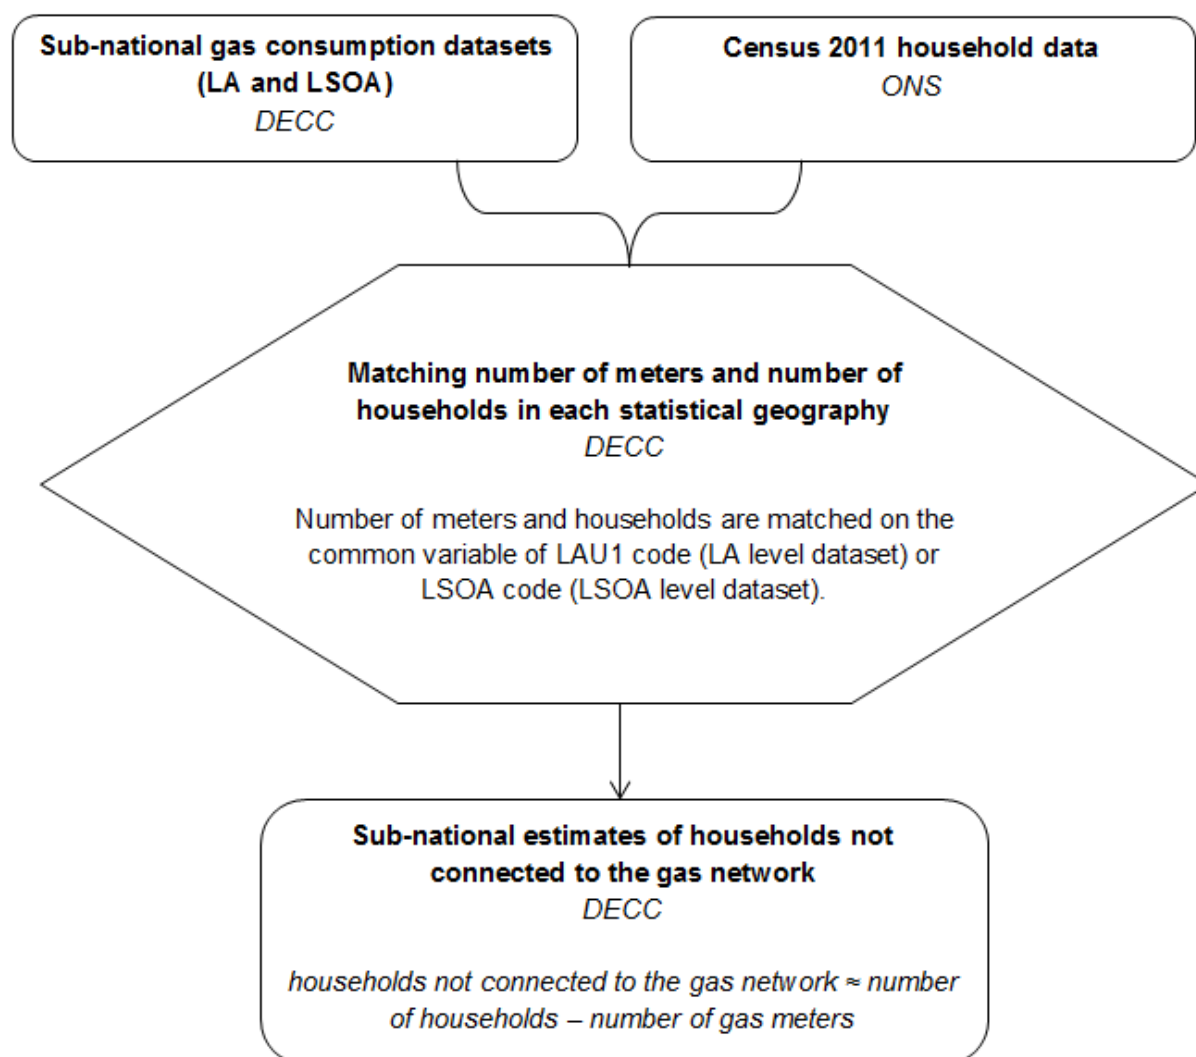 Sub-national gas consumption datasets
(LA and LSOA)
DECC
Census 2011 household data
ONS
Matching number of meters and number of
households in each statistical geography
DECC
Number of meters and households are matched on the
common variable of LAU1 code (LA level dataset) or
LSOA code (LSOA level dataset).
Sub-national estimates of households not
connected to the gas network
DECC
households not connected to the gas network ≈ number
of households – number of gas meters